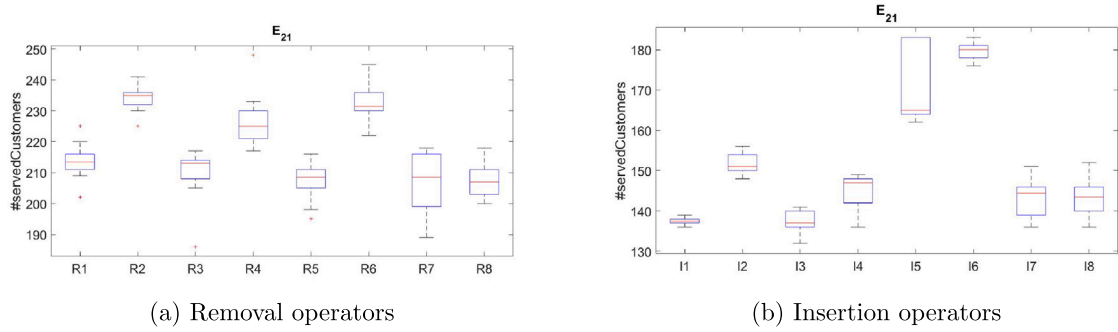 E21
#servedCustomers
250
240
230
220
210
200
190
R1 R2 R3 R4 R5 R6 R7 R8
(a) Removal operators
E21
#servedCustomers
180
170
160
150
140
130
I1 I2 I3 I4 I5 I6 I7 I8
(b) Insertion operators